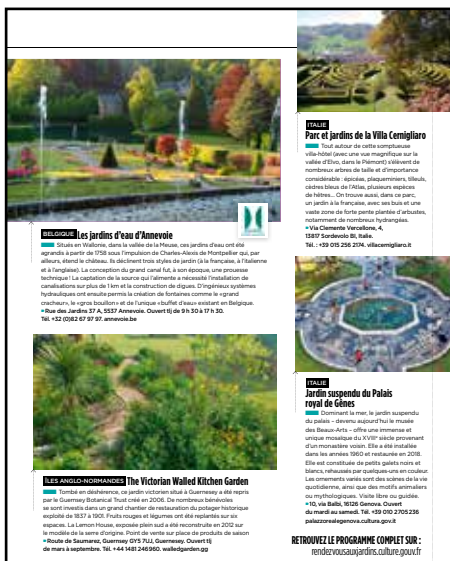 BELGIQUE Les jardins d'eau d'Annevoie
Situés en Wallonie, dans la vallée de la Meuse, ces jardins d'eau ont été
agrandis à partir de 1758 sous l'impulsion de Charles-Alexis de Montpellier qui, par
ailleurs, étend le château. Ils déclinent trois styles de jardin (à la française, à l'italienne
et à l'anglaise). La conception du grand canal fut, à son époque, une prouesse
technique ! La captation de la source qui l'alimente a nécessité l'installation de
canalisations sur plus de 1 km et la construction de digues. D'ingénieux systèmes
hydrauliques ont ensuite permis la création de fontaines comme le «grand
cracheur», le «gros bouillon» et de l'unique «buffet d'eau» existant en Belgique.
Rue des Jardins 37 A, 5537 Annevoie. Ouvert tlj de 9 h 30 à 17 h 30.
Tél. +32 (0)82 67 97 97. annevoie.be
ÎLES ANGLO-NORMANDES The Victorian Walled Kitchen Garden
Tombé en déshérence, ce jardin victorien situé à Guernesey a été repris
par le Guernsey Botanical Trust créé en 2006. De nombreux bénévoles
se sont investis dans un grand chantier de restauration du potager historique
exploité de 1837 à 1901. Fruits rouges et légumes ont été replantés sur six
espaces. La Lemon House, exposée plein sud a été reconstruite en 2012 sur
le modèle de la serre d'origine. Point de vente sur place de produits de saison
Route de Saumarez, Guernsey GY5 7UJ, Guernesey. Ouvert tlj
de mars à septembre. Tél. +44 1481 246960. walledgarden.gg
ITALIE
Parc et jardins de la Villa Cernigliaro
Tout autour de cette somptueuse
villa-hôtel (avec une vue magnifique sur la
vallée d'Elvo, dans le Piémont) s'élèvent de
nombreux arbres de taille et d'importance
considérable : épicéas, plaqueminiers, tilleuls,
cèdres bleus de l'Atlas, plusieurs espèces
de hêtres... On trouve aussi, dans ce parc,
un jardin à la française, avec ses buis et une
vaste zone de forte pente plantée d'arbustes,
notamment de nombreux hydrangéas.
Via Clemente Vercellone, 4,
13817 Sordevolo BI, Italie.
Tél. : +39 015 256 2174. villacernigliaro.it
ITALIE
Jardin suspendu du Palais
royal de Gênes
Dominant la mer, le jardin suspendu
du palais – devenu aujourd'hui le musée
des Beaux-Arts – offre une immense et
unique mosaïque du XVIIIe siècle provenant
d'un monastère voisin. Elle a été installée
dans les années 1960 et restaurée en 2018.
Elle est constituée de petits galets noirs et
blancs, rehaussés par quelques-uns en couleur.
Les ornements variés sont des scènes de la vie
quotidienne, ainsi que des motifs animaliers
ou mythologiques. Visite libre ou guidée.
10, via Balbi, 16126 Genova. Ouvert
du mardi au samedi. Tél. +39 010 2705236
palazzorealegenova.cultura.gov.it
RETROUVEZ LE PROGRAMME COMPLET SUR :
rendezvousauxjardins.culture.gouv.fr